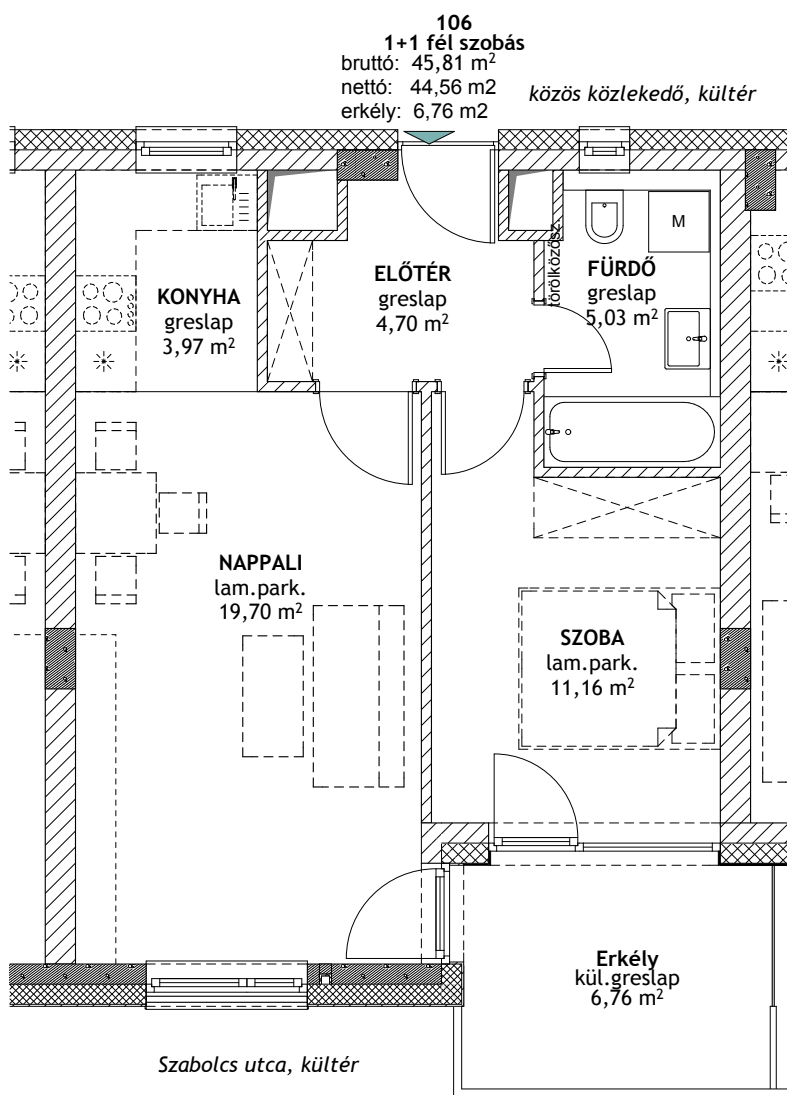 106
1+1 fél szobás
bruttó: 45,81 m²
nettó: 44,56 m2
erkély: 6,76 m2
közös közlekedő, kültér
KONYHA
greslap
3,97 m²
ELŐTÉR
greslap
4,70 m²
törölközősz.
FÜRDŐ
greslap
5,03 m²
M
NAPPALI
lam.park.
19,70 m²
SZOBA
lam.park.
11,16 m²
Erkély
kül.greslap
6,76 m²
Szabolcs utca, kültér